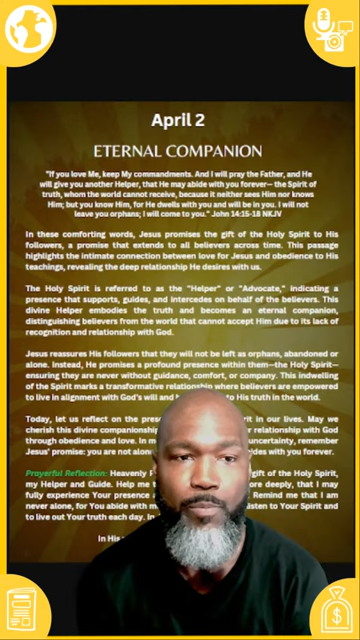 April 2
ETERNAL COMPANION
"If you love Me, keep My commandments. And I will pray the Father, and He
will give you another Helper, that He may abide with you forever— the Spirit of
truth, whom the world cannot receive, because it neither sees Him nor knows
Him; but you know Him, for He dwells with you and will be in you. I will not
leave you orphans; I will come to you." John 14:15-18 NKJV
In these comforting words, Jesus promises the gift of the Holy Spirit to His
followers, a promise that extends to all believers across time. This passage
highlights the intimate connection between love for Jesus and obedience to His
teachings, revealing the deep relationship He desires with us.
The Holy Spirit is referred to as the "Helper" or "Advocate," indicating a
presence that supports, guides, and intercedes on behalf of the believers. This
divine Helper embodies the truth and becomes an eternal companion,
distinguishing believers from the world that cannot accept Him due to its lack of
recognition and relationship with God.
Jesus reassures His followers that they will not be left as orphans, abandoned or
alone. Instead, He promises a profound presence within them—the Holy Spirit—
ensuring they are never without guidance, comfort, or company. This indwelling
of the Spirit marks a transformative relationship where believers are empowered
to live in alignment with God's will and to His truth in the world.
Today, let us reflect on the rit in our lives. May we
cherish this divine companionship relationship with God
through obedience and love. In uncertainty, remember
Jesus' promise: you are not alone ides with you forever.
Prayerful Reflection: Heavenly gift of the Holy Spirit,
my Helper and Guide. Help me ore deeply, that I may
fully experience Your presence Remind me that I am
never alone, for You abide with listen to Your Spirit and
to live out Your truth each day. In
In His